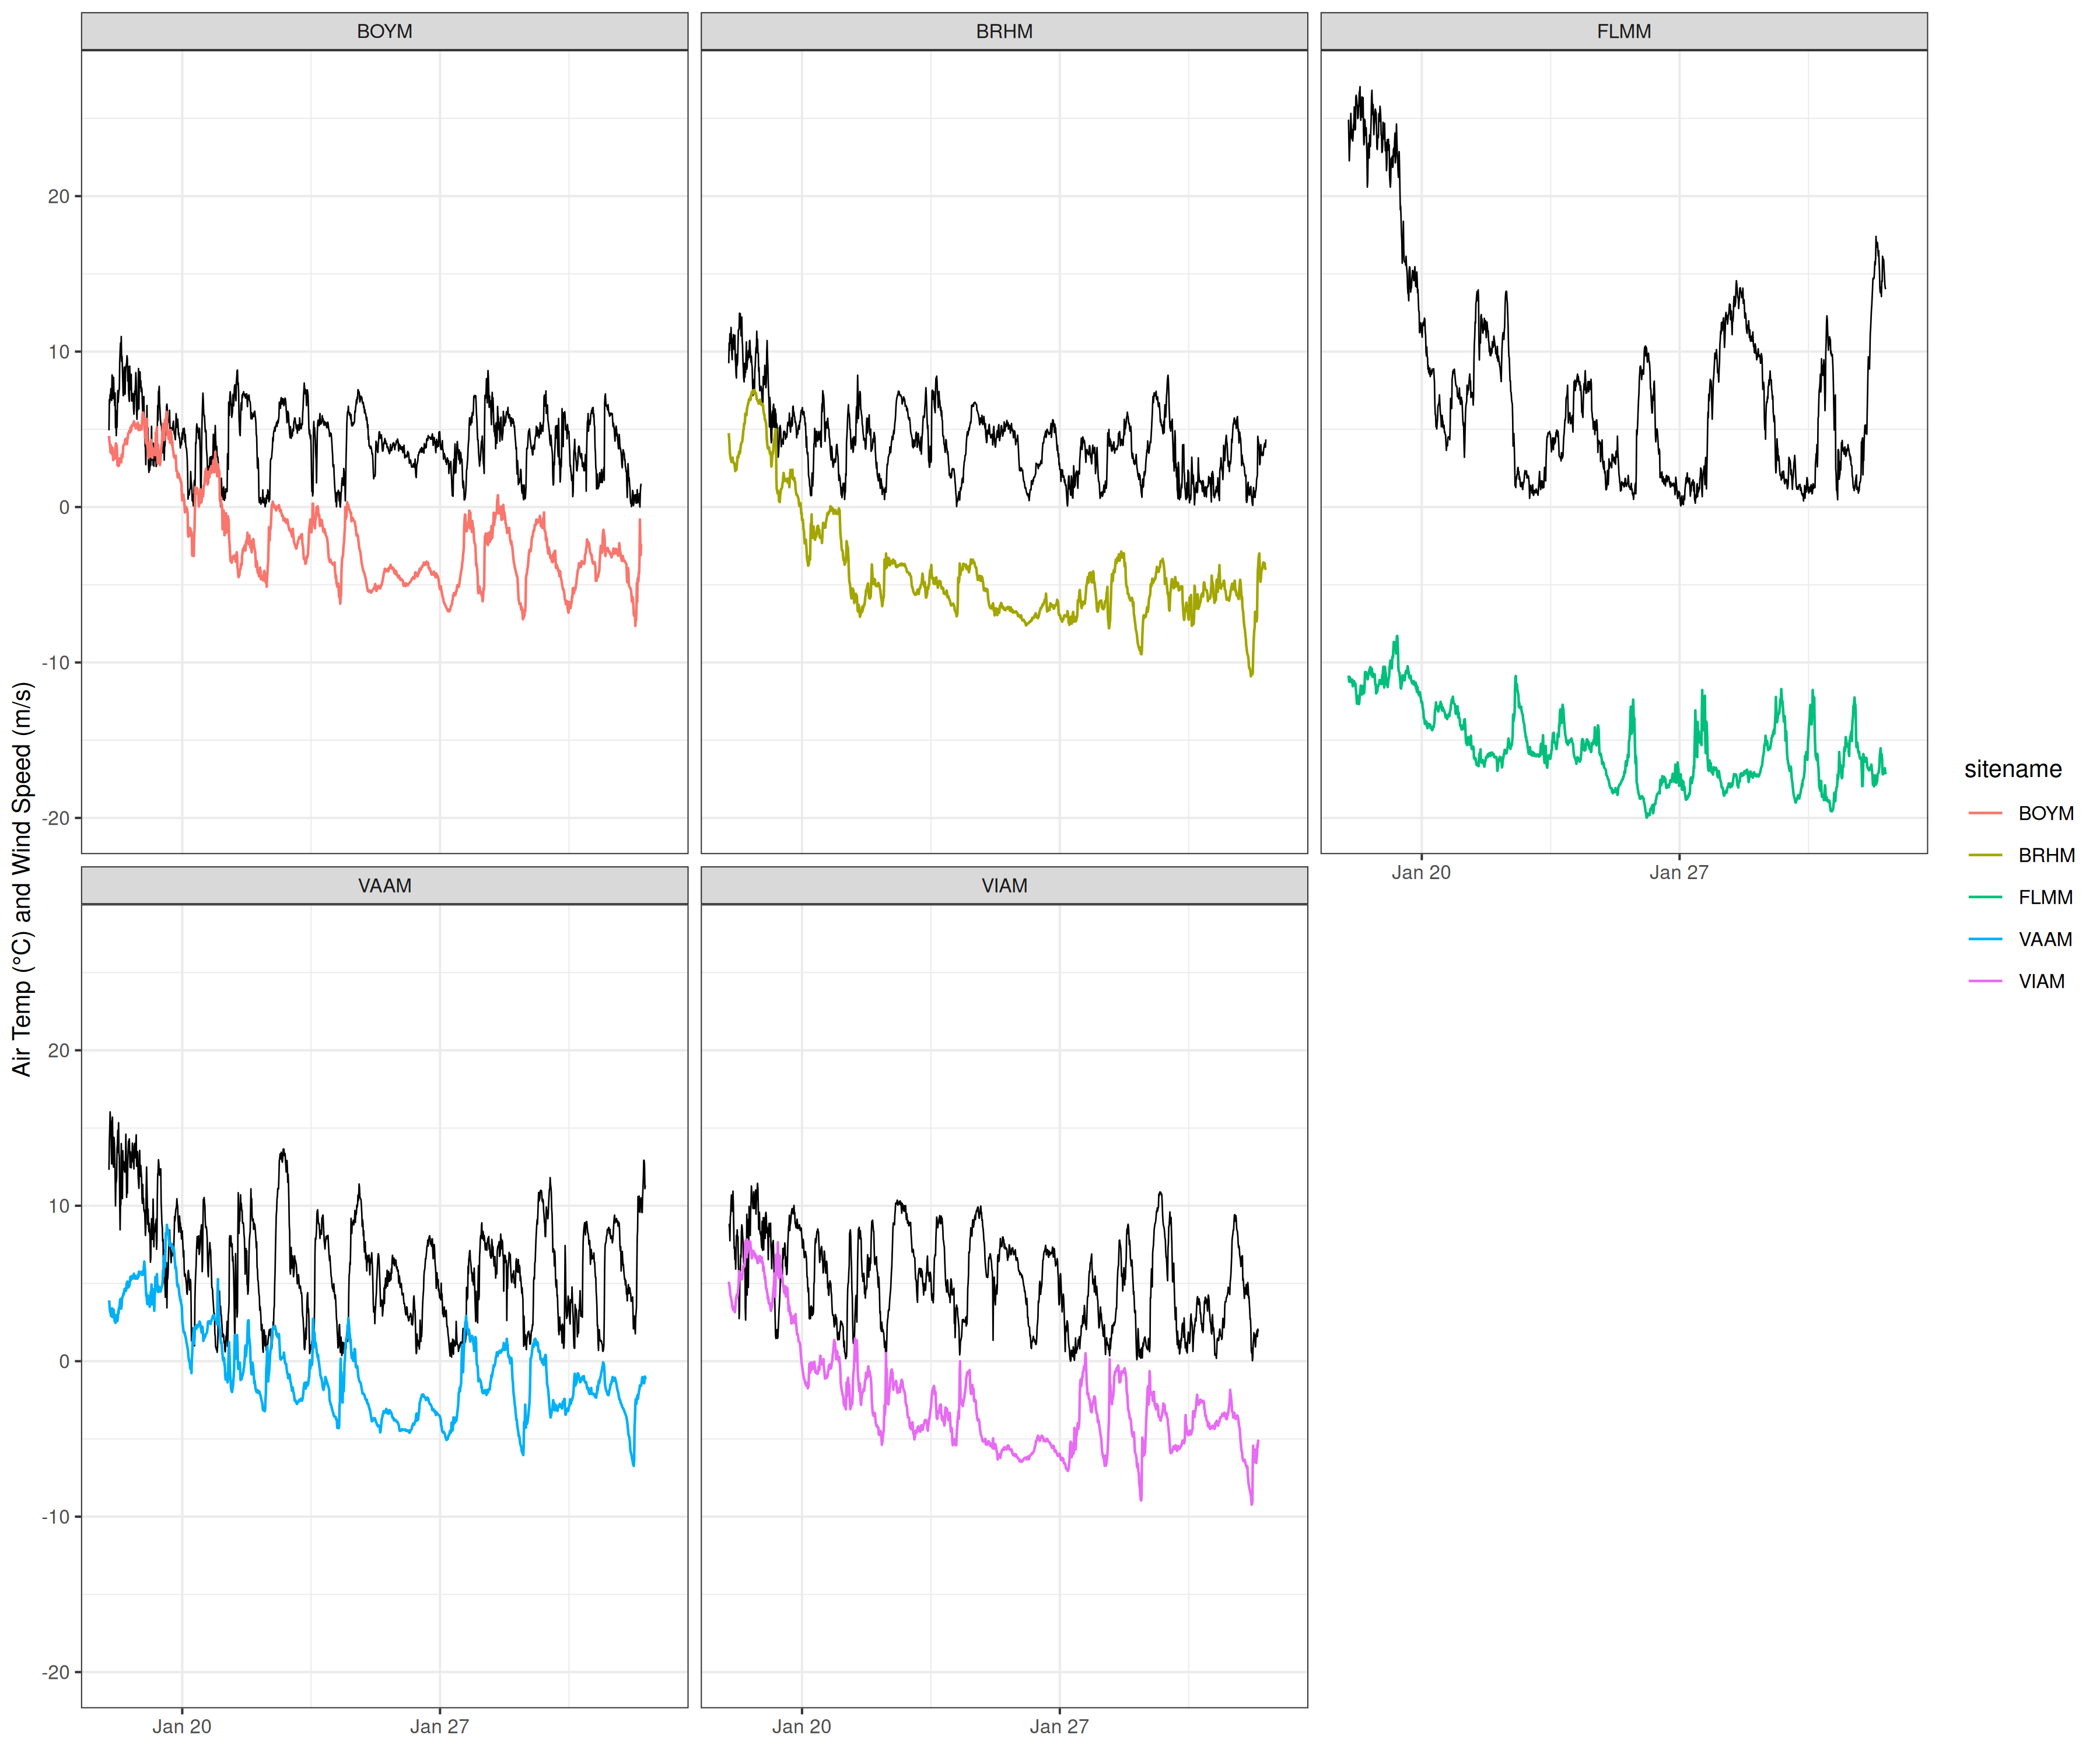 BOYM
BRHM
FLMM
20
10
0
-10
-20
Jan 20
Jan 27
VAAM
VIAM
20
10
0
-10
-20
Jan 20
Jan 27
Jan 20
Jan 27
Air Temp (°C) and Wind Speed (m/s)
sitename
BOYM
BRHM
FLMM
VAAM
VIAM